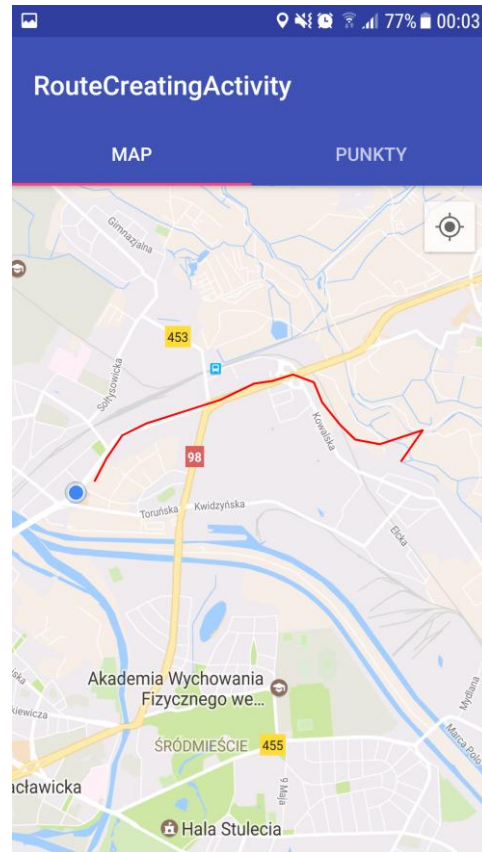 77% 00:03
RouteCreatingActivity
MAP PUNKTY
Gimnazjalna
453
Sołtysowicka
Kowalska
98
Toruńska Kwidzyńska
Ełcka
Akademia Wychowania
Fizycznego we...
Mydlana
kiewicza
ŚRÓDMIEŚCIE 455
Marca Polo
acławicka
9 Maja
Hala Stulecia